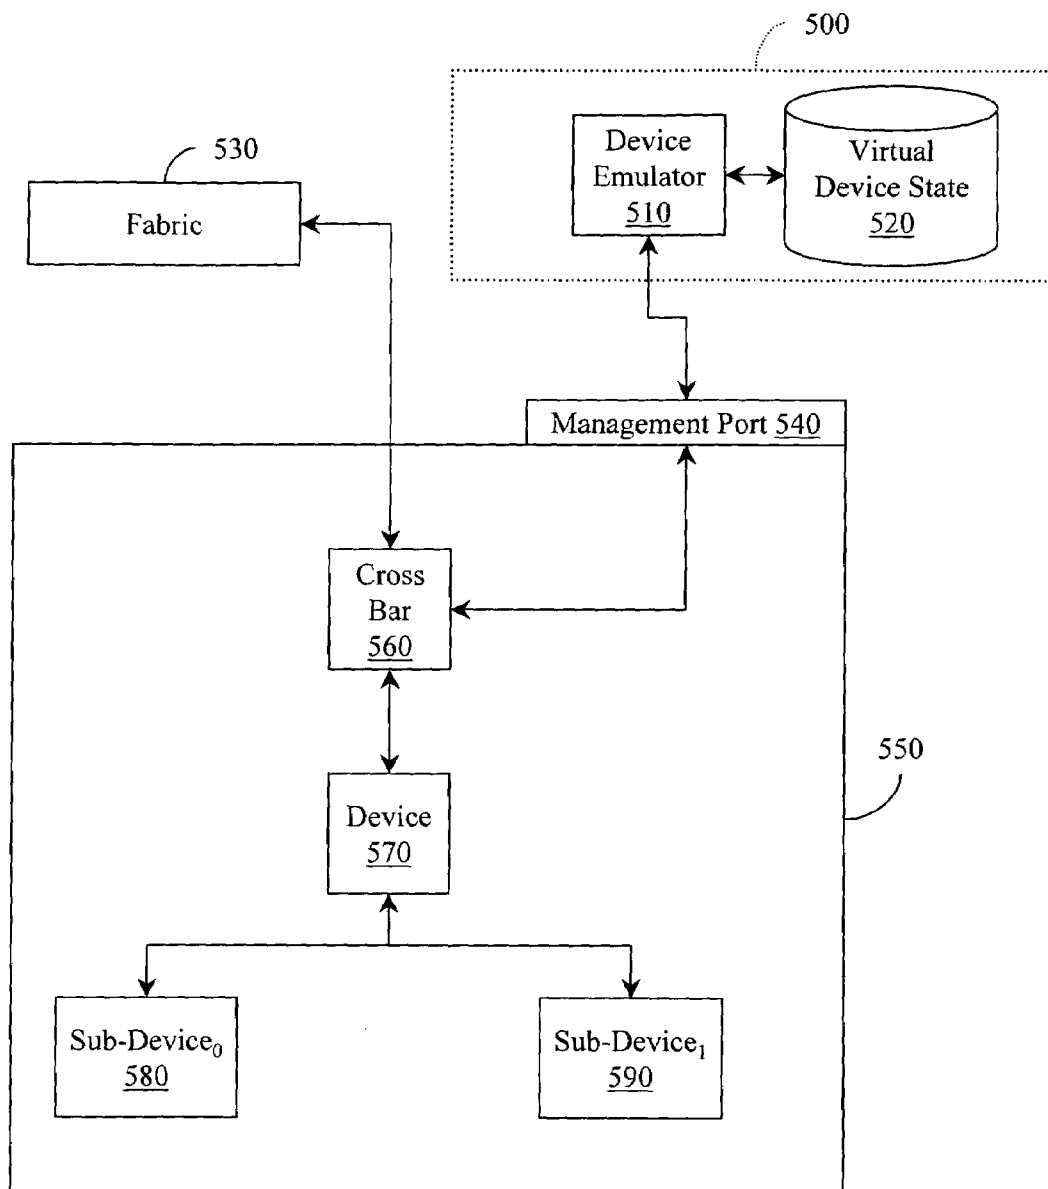 500
530
Fabric
Device
Emulator
510
Virtual
Device State
520
Management Port 540
Cross
Bar
560
550
Device
570
Sub-Device₀
580
Sub-Device₁
590